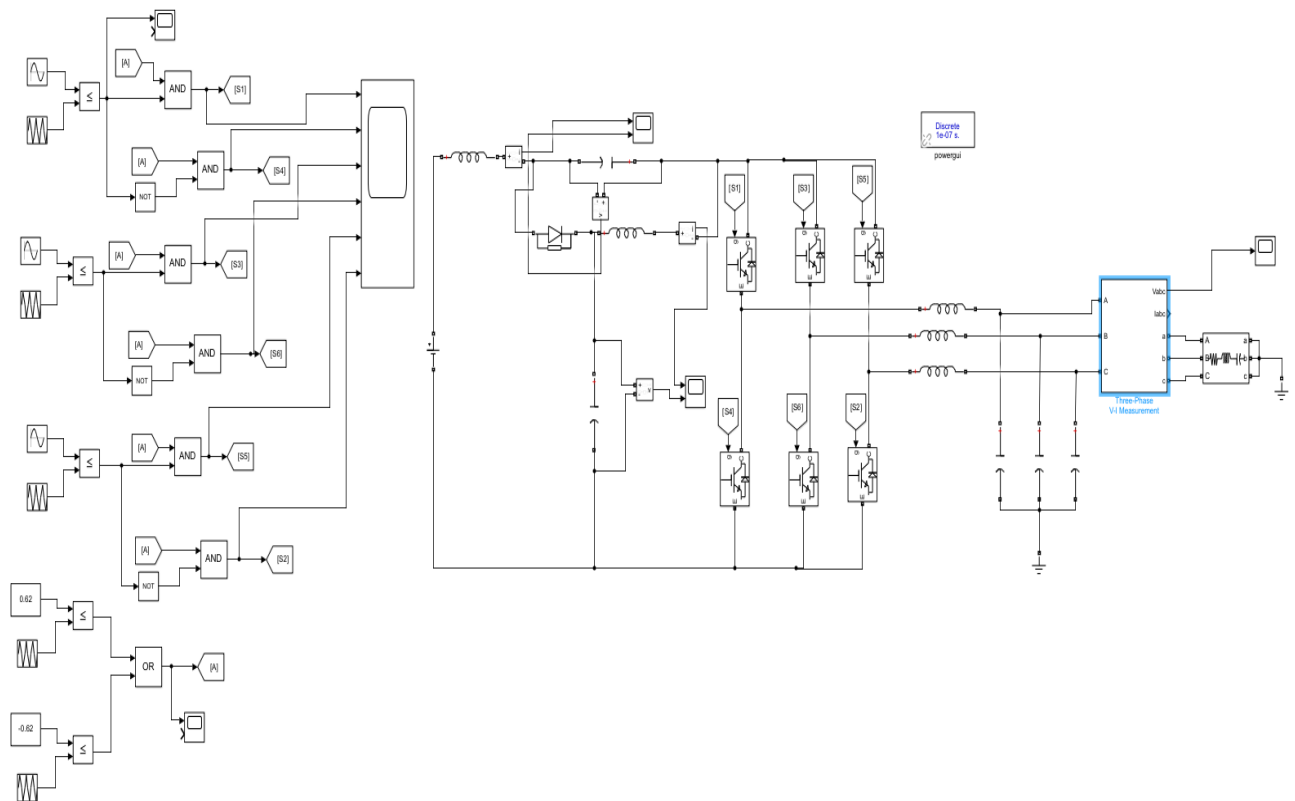 [A]
AND
[S1]
≤
[A]
AND
[S4]
NOT
[A]
AND
[S3]
≤
[A]
AND
[S6]
NOT
[A]
AND
[S5]
≤
[A]
AND
[S2]
NOT
0.62
≤
OR
[A]
-0.62
≤
+ i
-
- +
v
+ i
-
+
-
v
Discrete
1e-07 s.
powergui
[S1]
[S3]
[S5]
g C
E
g C
E
g C
E
[S4]
[S6]
[S2]
g C
E
g C
E
g C
E
Vabc
A
Iabc
B a
b
C c
Three-Phase
V-I Measurement
A a
B b
C c